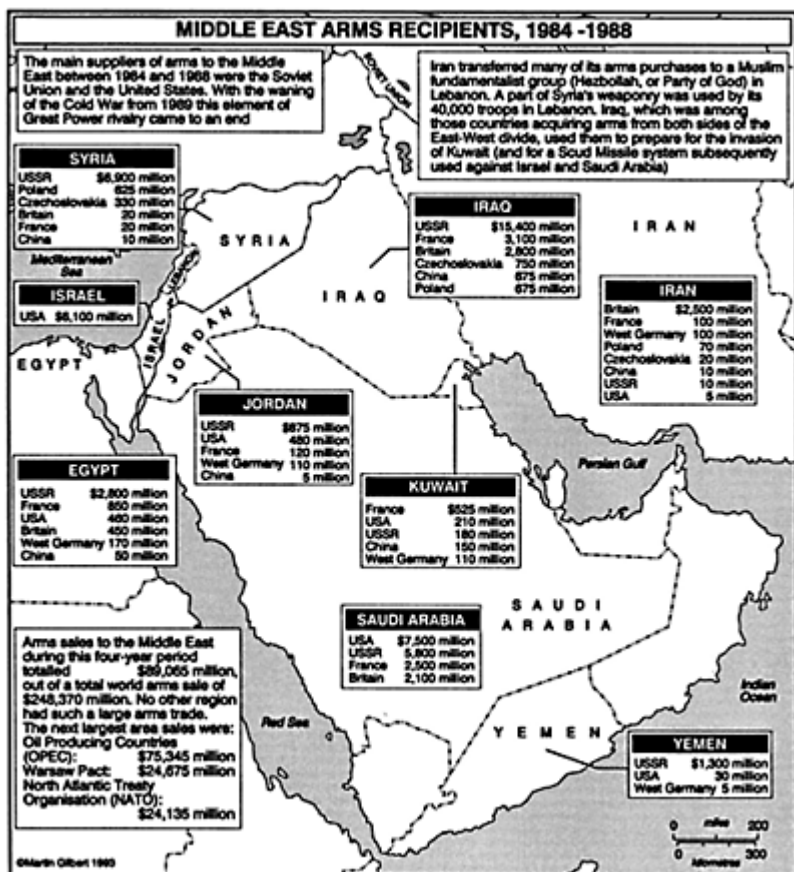 MIDDLE EAST ARMS RECIPIENTS, 1984 -1988
The main suppliers of arms to the Middle
East between 1984 and 1988 were the Soviet
Union and the United States. With the waning
of the Cold War from 1989 this element of
Great Power rivalry came to an end
SOVIET UNION
Iran transferred many of its arms purchases to a Muslim
fundamentalist group (Hezbollah, or Party of God) in
Lebanon. A part of Syria's weaponry was used by its
40,000 troops in Lebanon. Iraq, which was among
those countries acquiring arms from both sides of the
East-West divide, used them to prepare for the invasion
of Kuwait (and for a Scud Missile system subsequently
used against Israel and Saudi Arabia)
SYRIA
USSR $6,900 million
Poland 625 million
Czechoslovakia 330 million
Britain 20 million
France 20 million
China 10 million
SYRIA
Mediterranean
Sea
LEBANON
ISRAEL
USA $6,100 million
ISRAEL
JORDAN
EGYPT
IRAQ
USSR $15,400 million
France 3,100 million
Britain 2,800 million
Czechoslovakia 750 million
China 675 million
Poland 675 million
IRAQ
IRAN
IRAN
Britain $2,500 million
France 100 million
West Germany 100 million
Poland 70 million
Czechoslovakia 20 million
China 10 million
USSR 10 million
USA 5 million
JORDAN
USSR $875 million
USA 480 million
France 120 million
West Germany 110 million
China 5 million
EGYPT
USSR $2,800 million
France 850 million
USA 460 million
Britain 450 million
West Germany 170 million
China 50 million
KUWAIT
France $525 million
USA 210 million
USSR 180 million
China 150 million
West Germany 110 million
Persian Gulf
SAUDI ARABIA
USA $7,500 million
USSR 5,800 million
France 2,500 million
Britain 2,100 million
SAUDI
ARABIA
Arms sales to the Middle East
during this four-year period
totalled $89,065 million,
out of a total world arms sale of
$248,370 million. No other region
had such a large arms trade.
The next largest area sales were:
Oil Producing Countries
(OPEC): $75,345 million
Warsaw Pact: $24,675 million
North Atlantic Treaty
Organisation (NATO):
$24,135 million
Red Sea
Indian
Ocean
YEMEN
YEMEN
USSR $1,300 million
USA 30 million
West Germany 5 million
0 miles 200
0 kilometres 300
©Martin Gilbert 1993